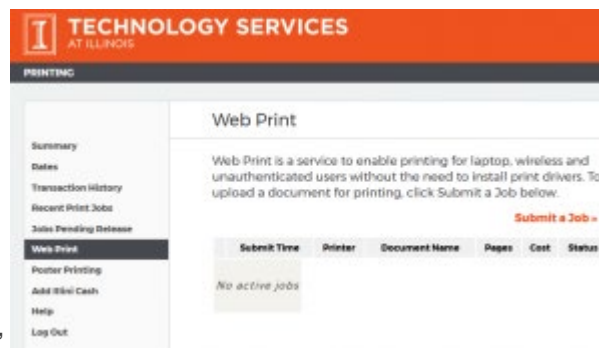 I TECHNOLOGY SERVICES
AT ILLINOIS
PRINTING
Web Print
Summary
Dates
Transaction History
Recent Print Jobs
Jobs Pending Release
Web Print
Poster Printing
Add Illini Cash
Help
Log Out
Web Print is a service to enable printing for laptop, wireless and
unauthenticated users without the need to install print drivers. To
upload a document for printing, click Submit a Job below.
Submit a Job »
Submit Time Printer Document Name Pages Cost Status
No active jobs
,